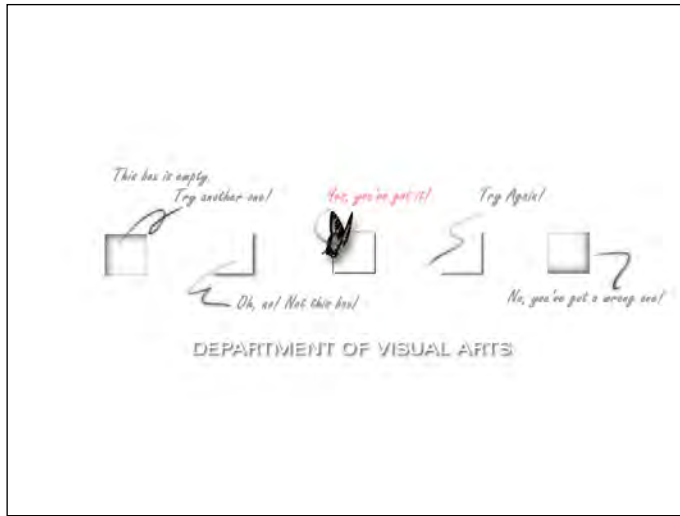 This box is empty.
Try another one!
Yes, you've got it!
Try Again!
Oh, no! Not this box!
No, you've got a wrong one!
DEPARTMENT OF VISUAL ARTS